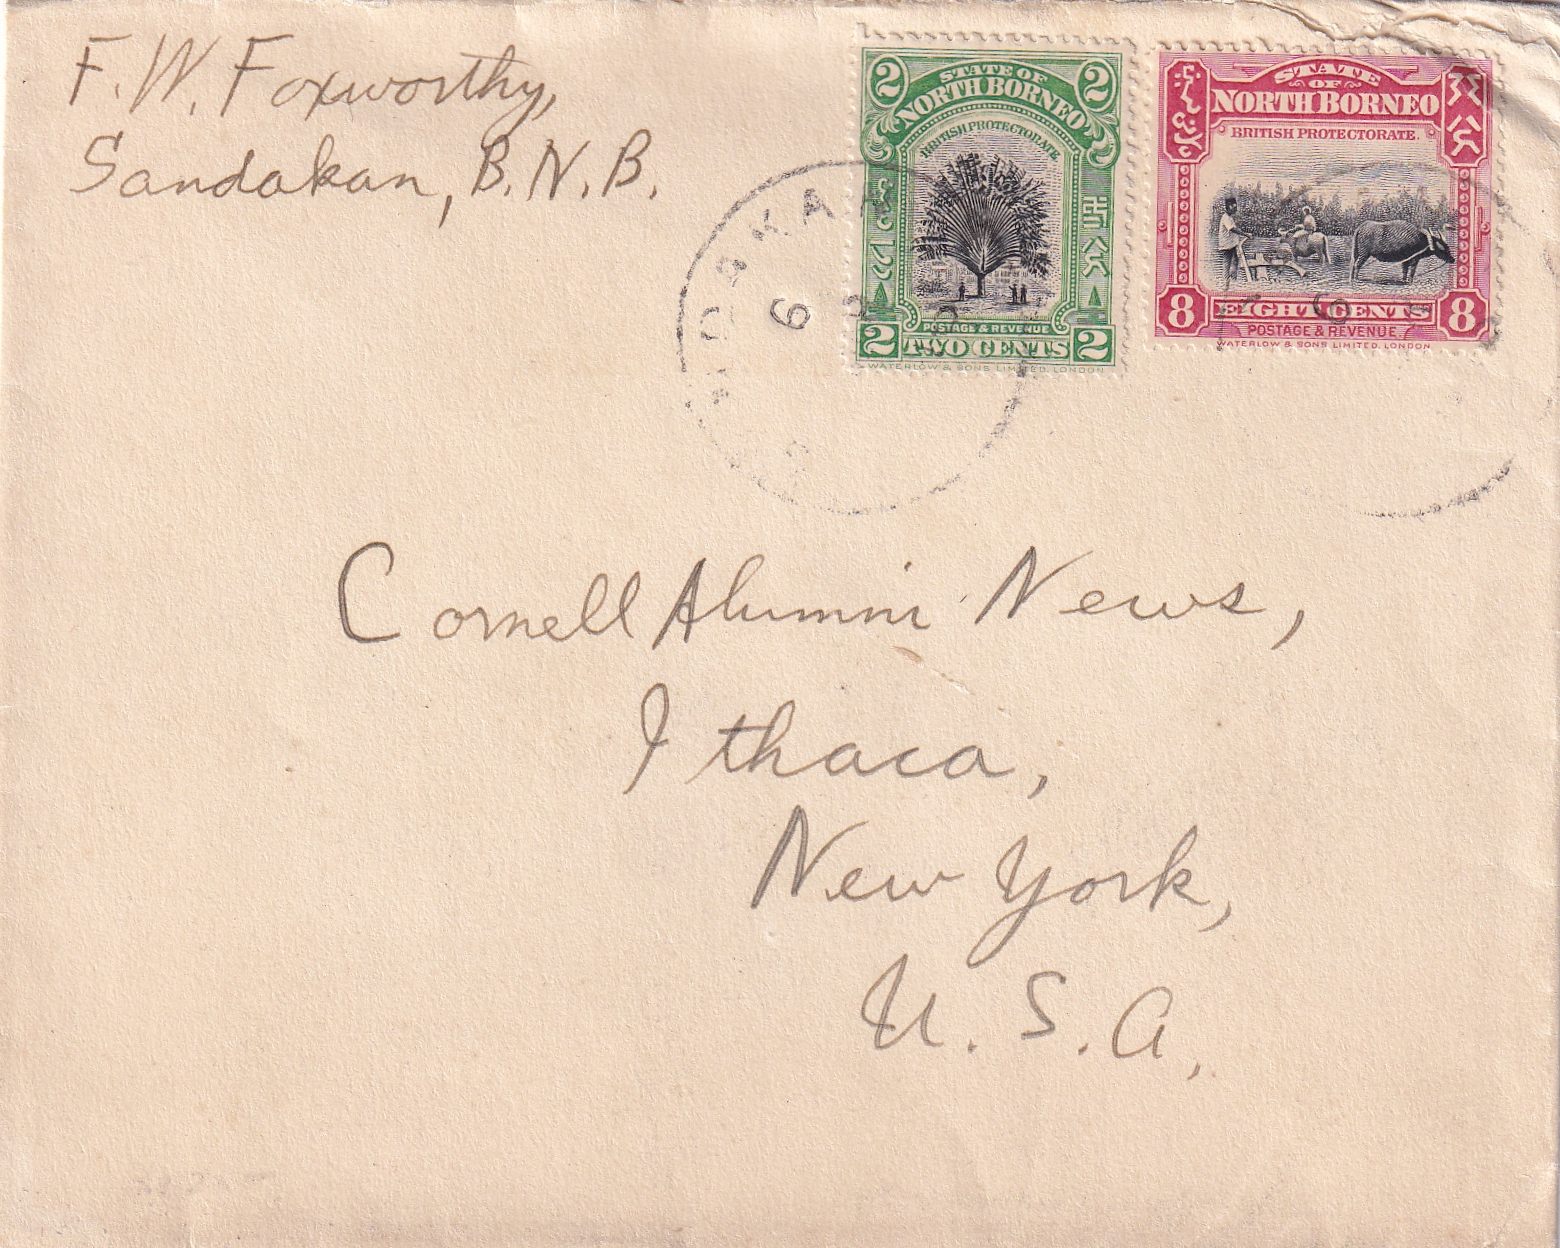 F. W. Foxworthy,
Sandakan, B.N.B.
2 2
STATE OF
NORTH BORNEO
BRITISH PROTECTORATE
POSTAGE & REVENUE
2 TWO CENTS 2
WATERLOW & SONS LIMITED, LONDON
STATE
OF
NORTH BORNEO
BRITISH PROTECTORATE.
8 EIGHT CENTS 8
POSTAGE & REVENUE
WATERLOW & SONS LIMITED, LONDON
6
6
Cornell Alumni News,
Ithaca,
New York,
U. S. A.